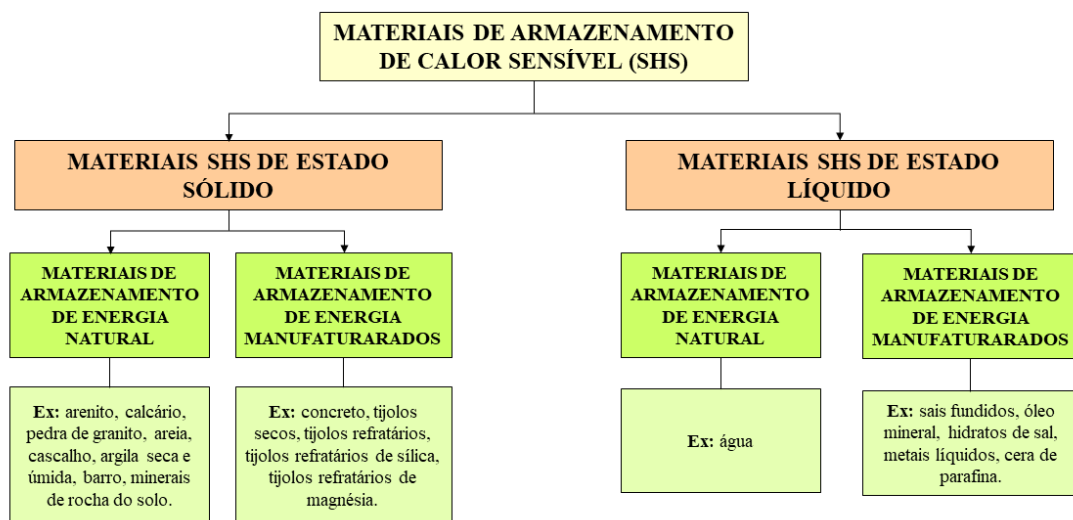 MATERIAIS DE ARMAZENAMENTO
DE CALOR SENSÍVEL (SHS)
MATERIAIS SHS DE ESTADO
SÓLIDO
MATERIAIS SHS DE ESTADO
LÍQUIDO
MATERIAIS DE
ARMAZENAMENTO
DE ENERGIA
NATURAL
MATERIAIS DE
ARMAZENAMENTO
DE ENERGIA
MANUFATURARADOS
MATERIAIS DE
ARMAZENAMENTO
DE ENERGIA
NATURAL
MATERIAIS DE
ARMAZENAMENTO
DE ENERGIA
MANUFATURARADOS
Ex: arenito, calcário,
pedra de granito, areia,
cascalho, argila seca e
úmida, barro, minerais
de rocha do solo.
Ex: concreto, tijolos
secos, tijolos refratários,
tijolos refratários de sílica,
tijolos refratários de
magnésia.
Ex: água
Ex: sais fundidos, óleo
mineral, hidratos de sal,
metais líquidos, cera de
parafina.